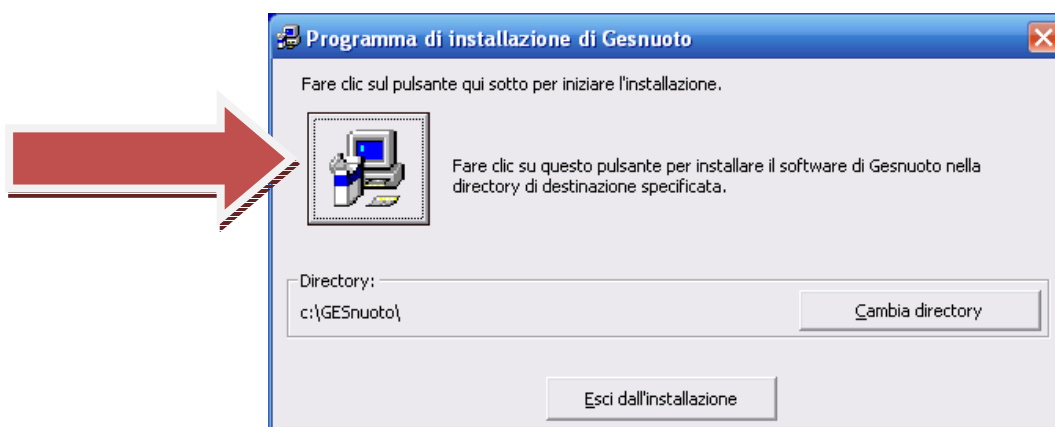 Programma di installazione di Gesnuoto
Fare clic sul pulsante qui sotto per iniziare l'installazione.
Fare clic su questo pulsante per installare il software di Gesnuoto nella
directory di destinazione specificata.
Directory:
c:\GESnuoto\
Cambia directory
Esci dall'installazione